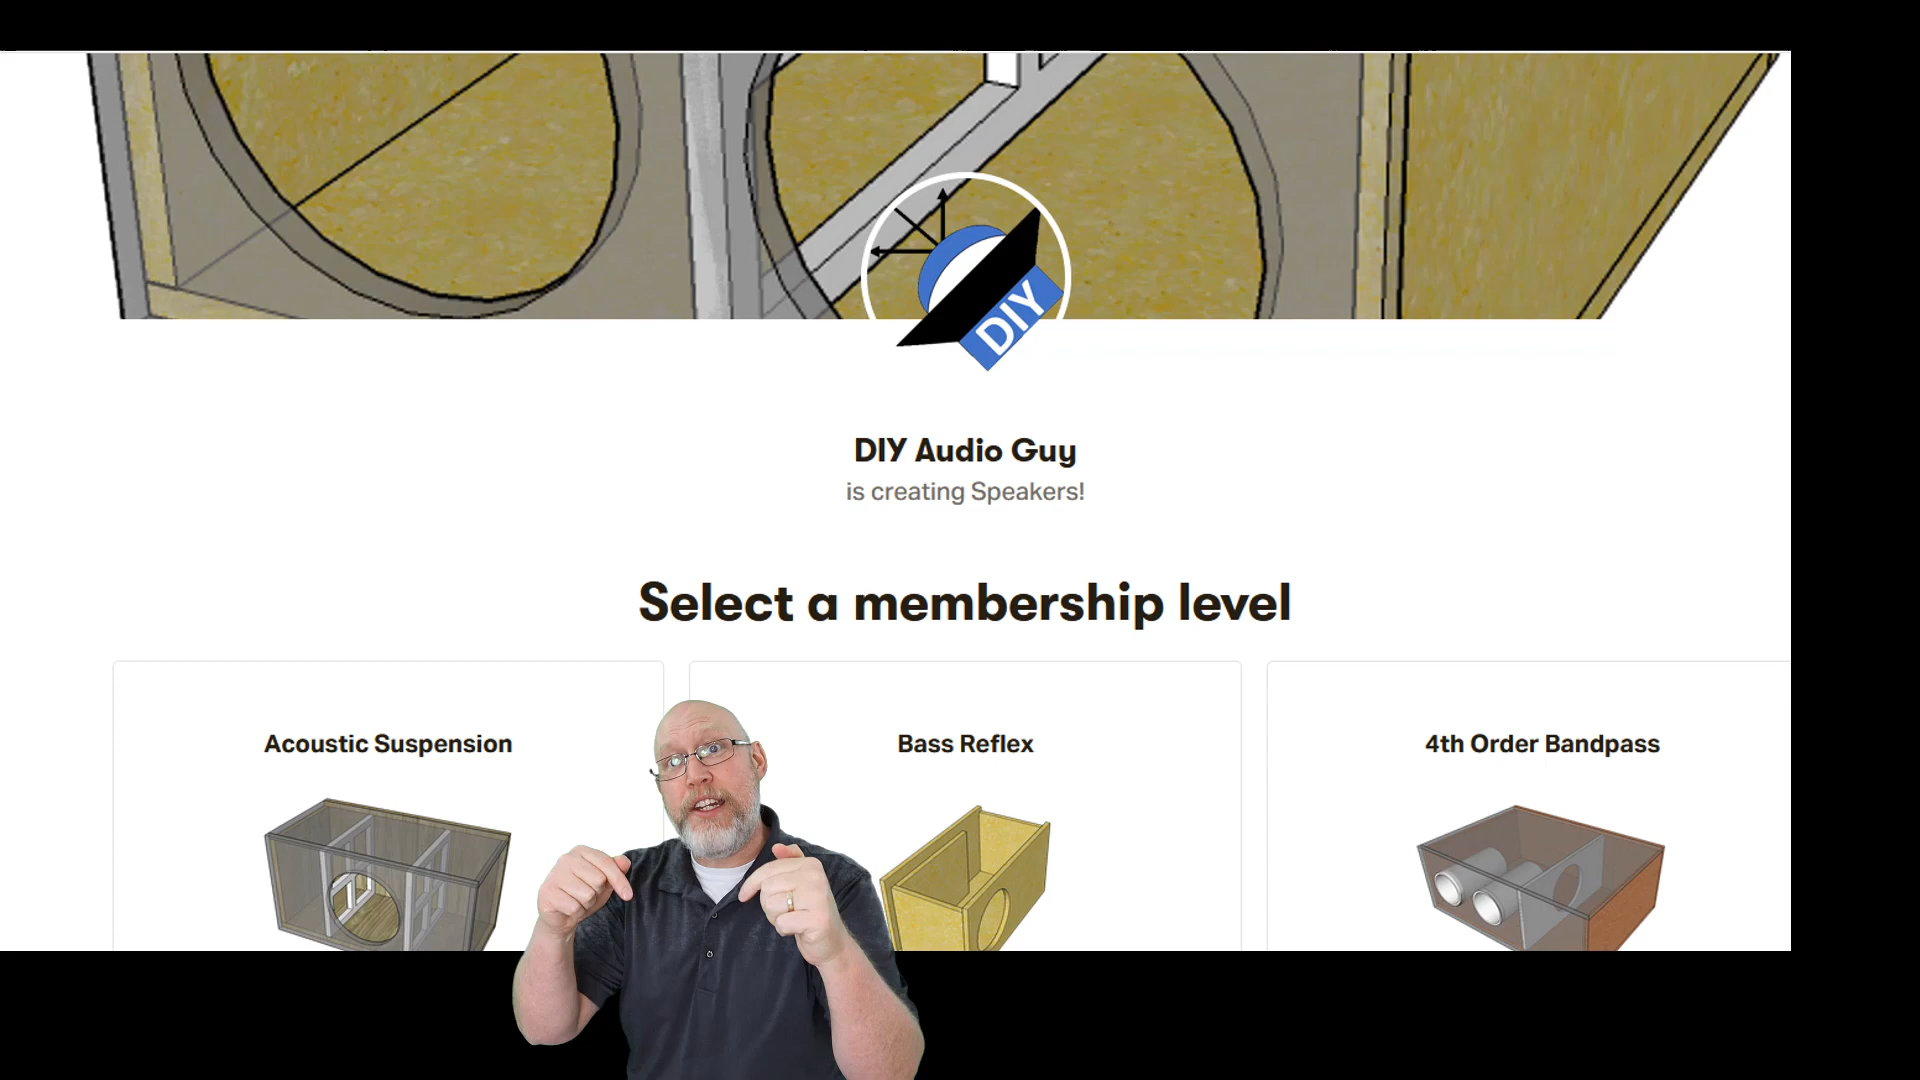 DIY
DIY Audio Guy
is creating Speakers!
Select a membership level
Acoustic Suspension
Bass Reflex
4th Order Bandpass